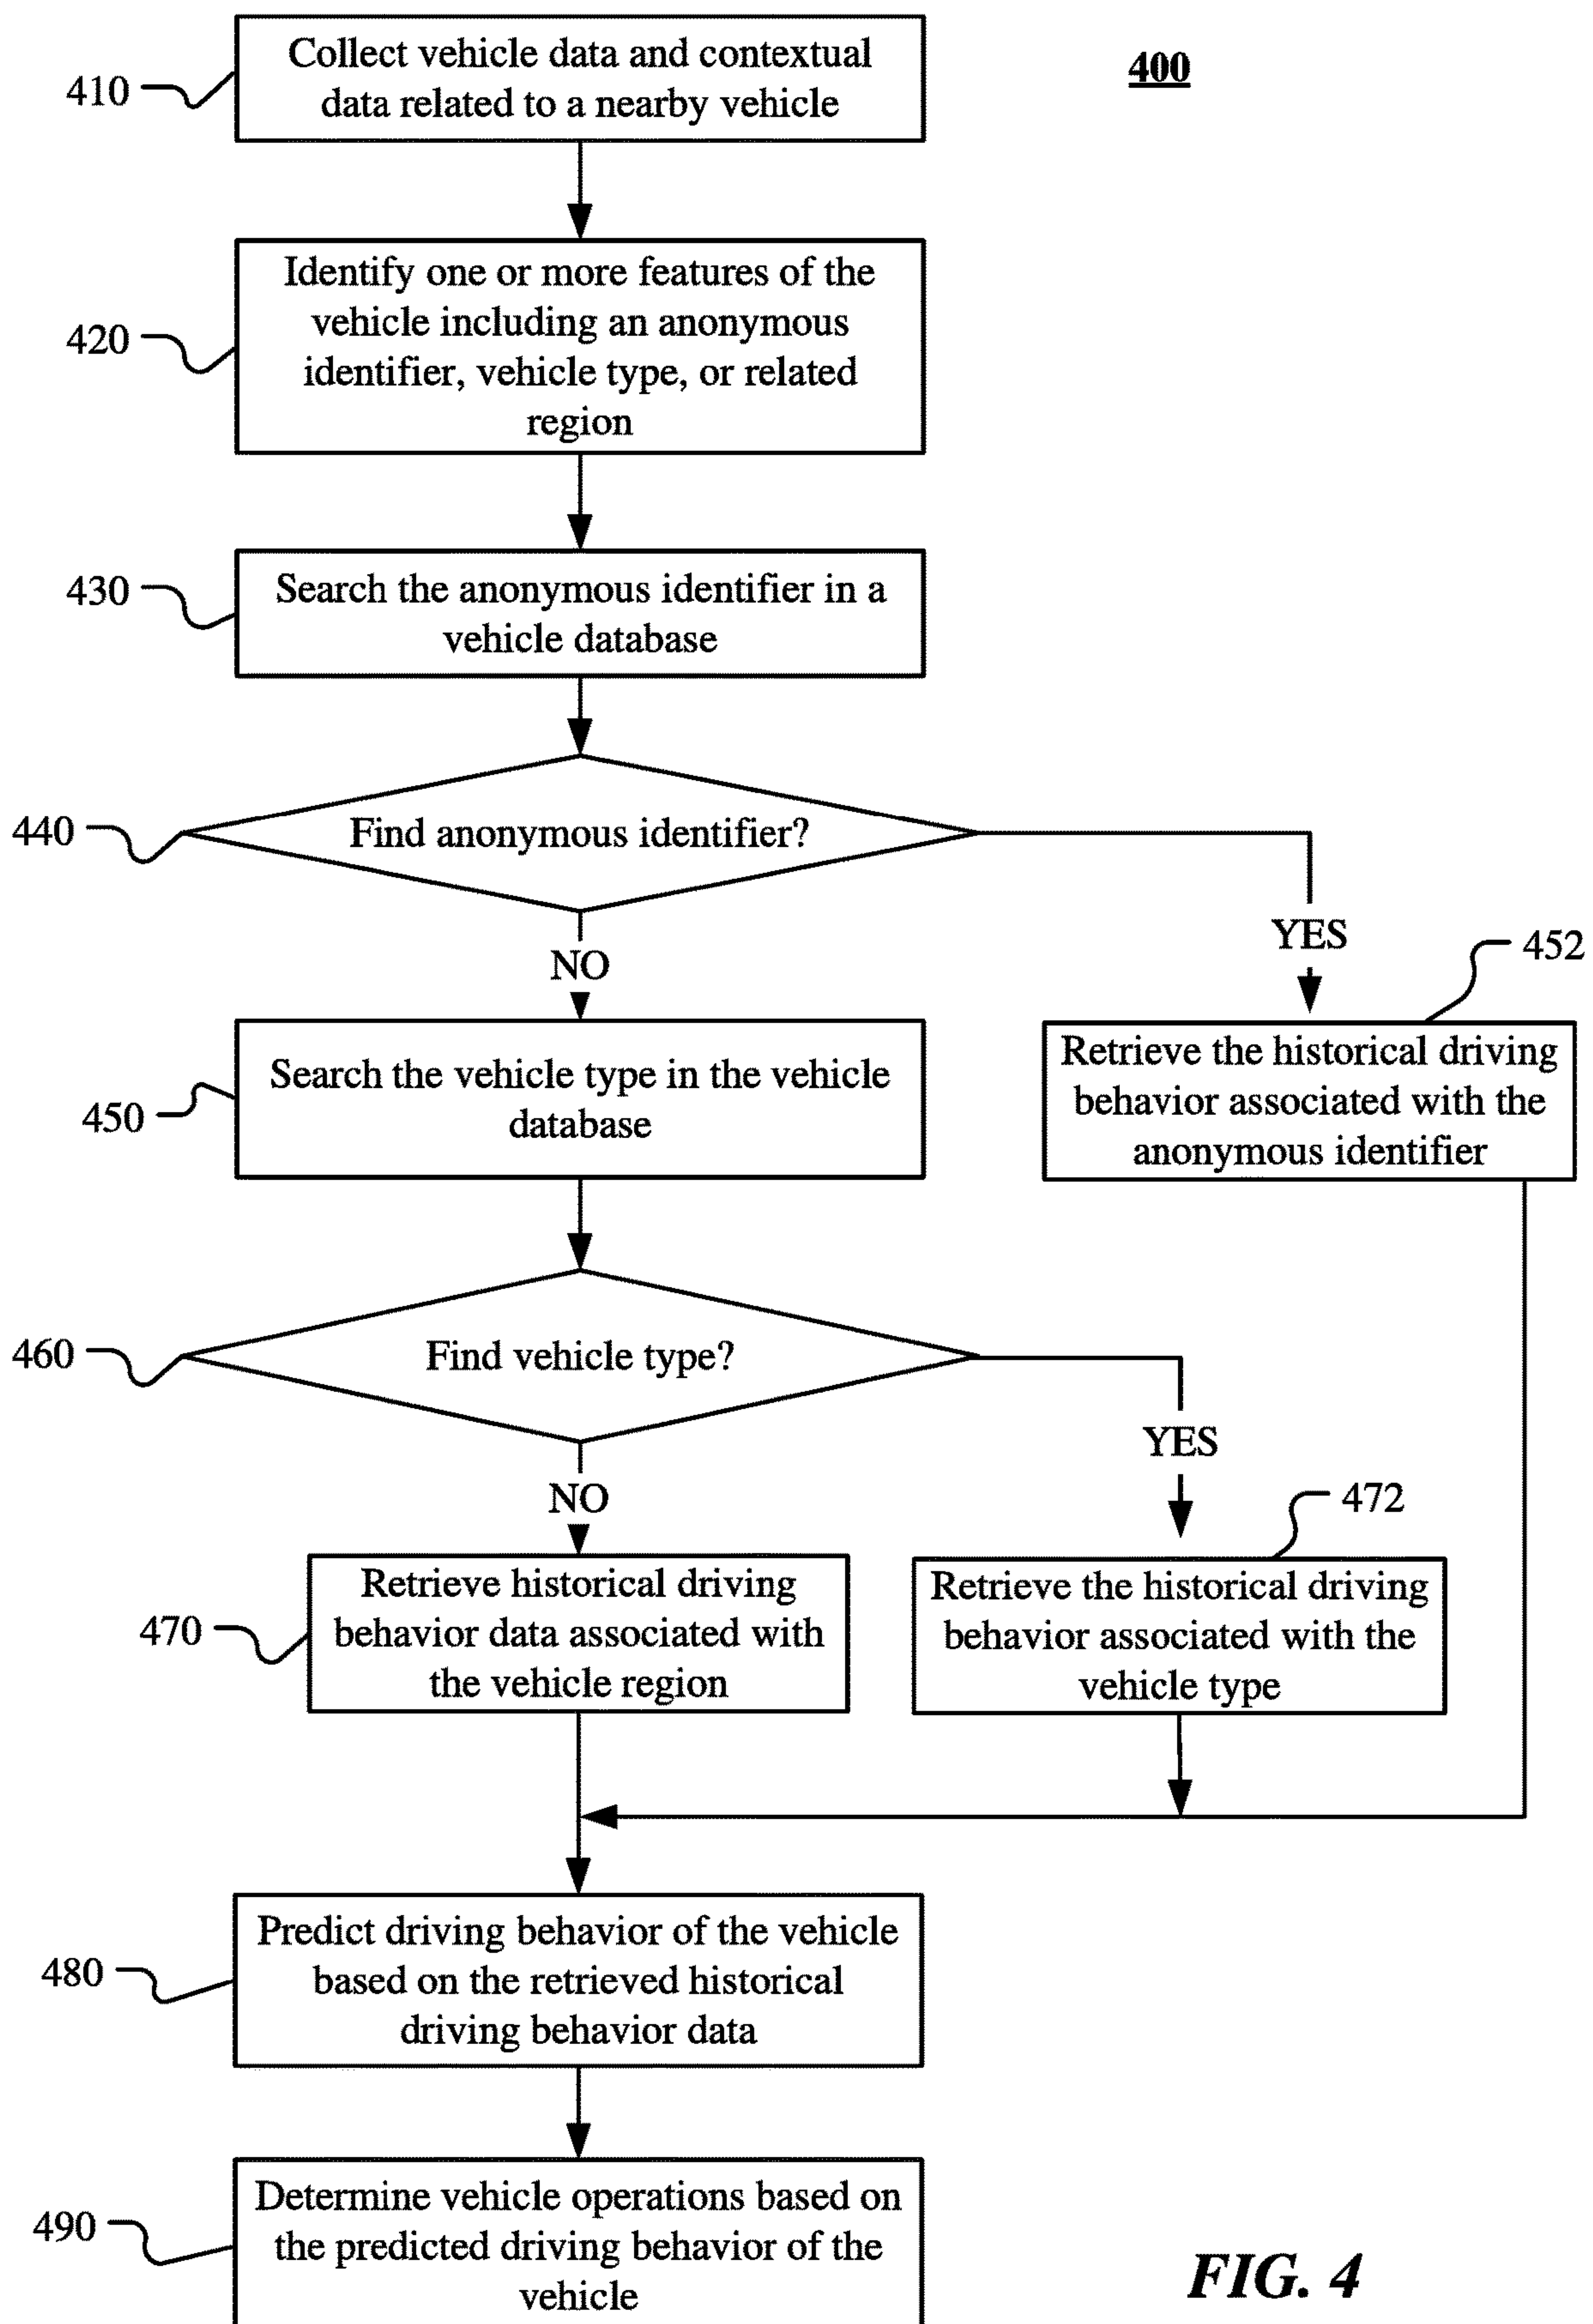 400
410
Collect vehicle data and contextual
data related to a nearby vehicle
420
Identify one or more features of the
vehicle including an anonymous
identifier, vehicle type, or related
region
430
Search the anonymous identifier in a
vehicle database
440
Find anonymous identifier?
YES
NO
452
Retrieve the historical driving
behavior associated with the
anonymous identifier
450
Search the vehicle type in the vehicle
database
460
Find vehicle type?
YES
NO
472
Retrieve the historical driving
behavior associated with the
vehicle type
470
Retrieve historical driving
behavior data associated with
the vehicle region
480
Predict driving behavior of the vehicle
based on the retrieved historical
driving behavior data
490
Determine vehicle operations based on
the predicted driving behavior of the
vehicle
FIG. 4